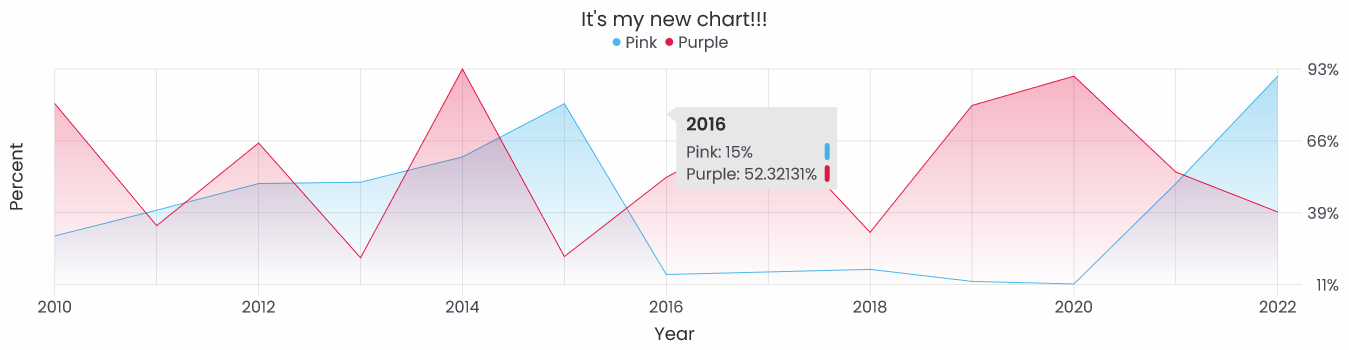 It's my new chart!!!
Pink Purple
93%
66%
39%
11%
Percent
2016
Pink: 15%
Purple: 52.32131%
2010 2012 2014 2016 2018 2020 2022
Year